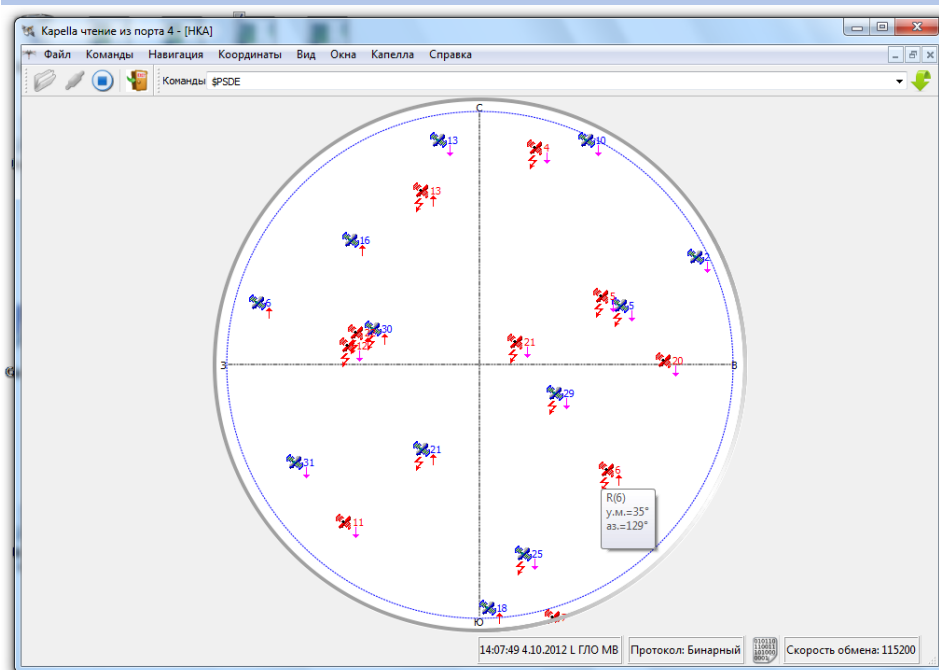 Kapella чтение из порта 4 - [НКА]
Файл Команды Навигация Координаты Вид Окна Капелла Справка
Команды $PSDE
С
13 4 10
13
16
2
6 5 5
30
12 21
З 20 В
29
21
31 6
R(6)
у.м.=35°
аз.=129°
11
25
18
Ю
14:07:49 4.10.2012 L ГЛО МВ Протокол: Бинарный Скорость обмена: 115200